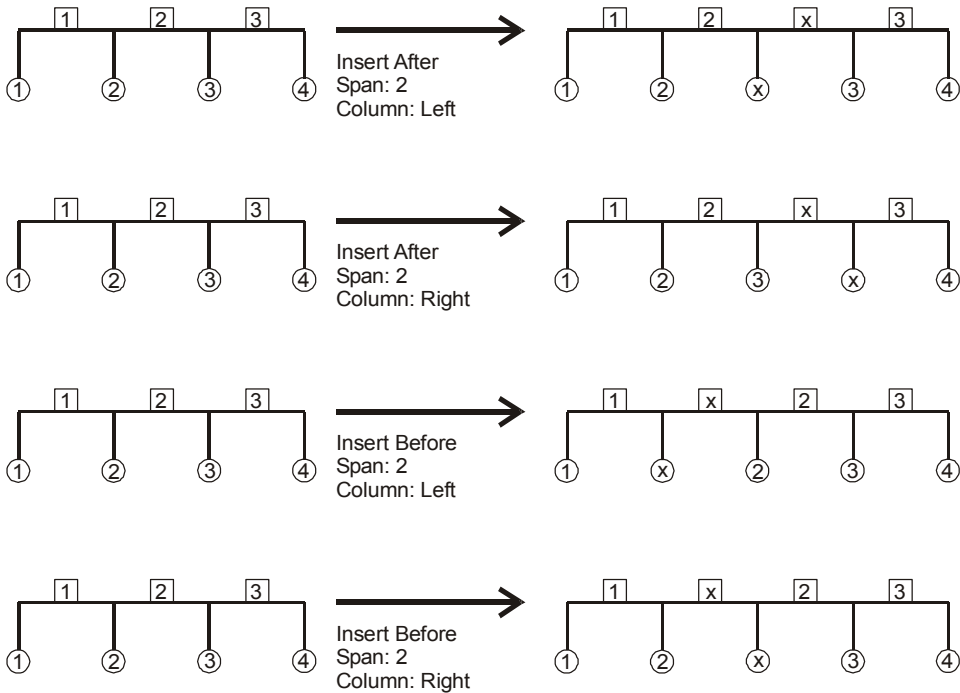 1 2 3 1 2 x 3
Insert After
Span: 2
Column: Left
1 2 3 4 1 2 x 3 4
1 2 3 1 2 x 3
Insert After
Span: 2
Column: Right
1 2 3 4 1 2 3 x 4
1 2 3 1 x 2 3
Insert Before
Span: 2
Column: Left
1 2 3 4 1 x 2 3 4
1 2 3 1 x 2 3
Insert Before
Span: 2
Column: Right
1 2 3 4 1 2 x 3 4